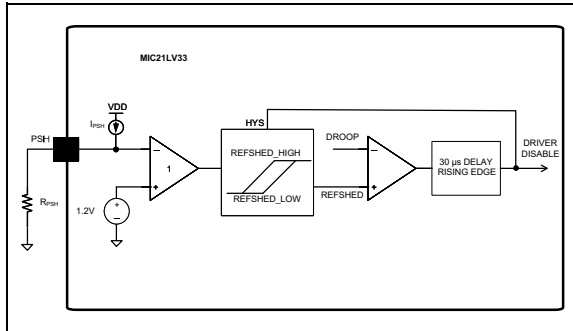 MIC21LV33
VDD
IPSH
PSH
HYS
DROOP
DRIVER
DISABLE
REFSHED_HIGH
30 µs DELAY
RISING EDGE
1
REFSHED_LOW
REFSHED
RPSH
1.2V